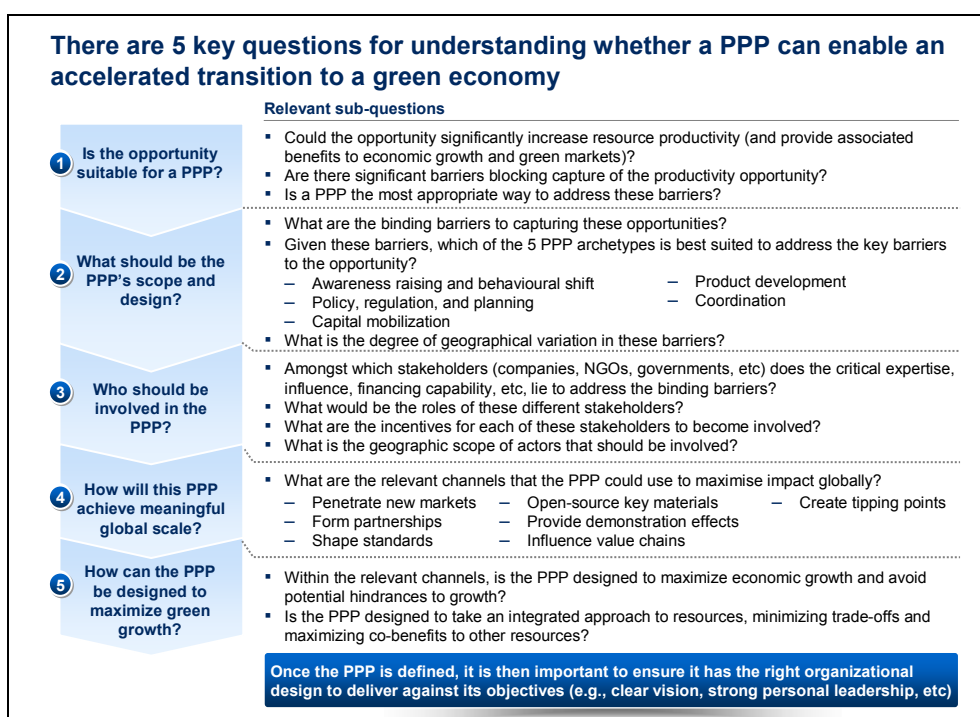 There are 5 key questions for understanding whether a PPP can enable an
accelerated transition to a green economy
Relevant sub-questions
1
Is the opportunity
suitable for a PPP?
▪ Could the opportunity significantly increase resource productivity (and provide associated
benefits to economic growth and green markets)?
▪ Are there significant barriers blocking capture of the productivity opportunity?
▪ Is a PPP the most appropriate way to address these barriers?
2
What should be the
PPP's scope and
design?
▪ What are the binding barriers to capturing these opportunities?
▪ Given these barriers, which of the 5 PPP archetypes is best suited to address the key barriers
to the opportunity?
– Awareness raising and behavioural shift
– Policy, regulation, and planning
– Capital mobilization
– Product development
– Coordination
▪ What is the degree of geographical variation in these barriers?
3
Who should be
involved in the
PPP?
▪ Amongst which stakeholders (companies, NGOs, governments, etc) does the critical expertise,
influence, financing capability, etc, lie to address the binding barriers?
▪ What would be the roles of these different stakeholders?
▪ What are the incentives for each of these stakeholders to become involved?
▪ What is the geographic scope of actors that should be involved?
4
How will this PPP
achieve meaningful
global scale?
▪ What are the relevant channels that the PPP could use to maximise impact globally?
– Penetrate new markets
– Form partnerships
– Shape standards
– Open-source key materials
– Provide demonstration effects
– Influence value chains
– Create tipping points
5
How can the PPP
be designed to
maximize green
growth?
▪ Within the relevant channels, is the PPP designed to maximize economic growth and avoid
potential hindrances to growth?
▪ Is the PPP designed to take an integrated approach to resources, minimizing trade-offs and
maximizing co-benefits to other resources?
Once the PPP is defined, it is then important to ensure it has the right organizational
design to deliver against its objectives (e.g., clear vision, strong personal leadership, etc)